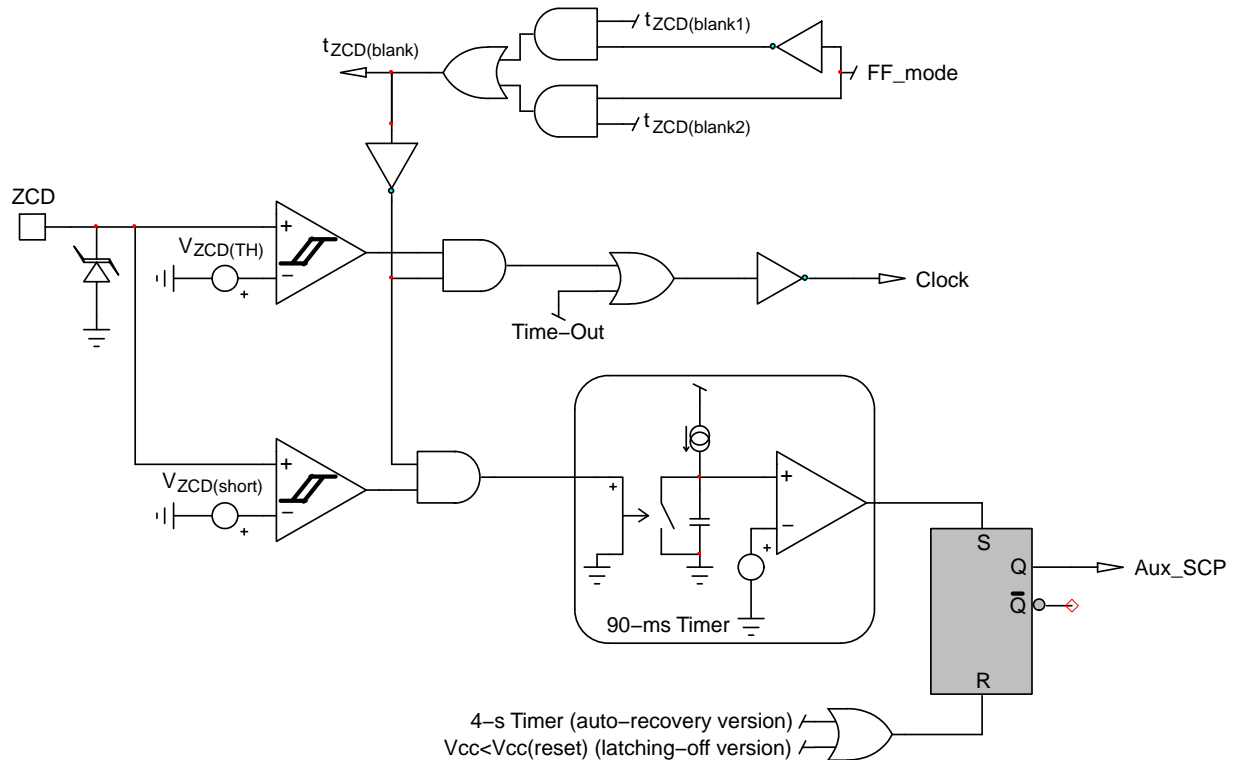 tZCD(blank1)
tZCD(blank)
FF_mode
tZCD(blank2)
ZCD
+
VZCD(TH)
−
+
Clock
Time−Out
+
VZCD(short)
−
+
+
+
−
+
S
Q
Aux_SCP
Q
90−ms Timer
R
4−s Timer (auto−recovery version)
Vcc<Vcc(reset) (latching−off version)